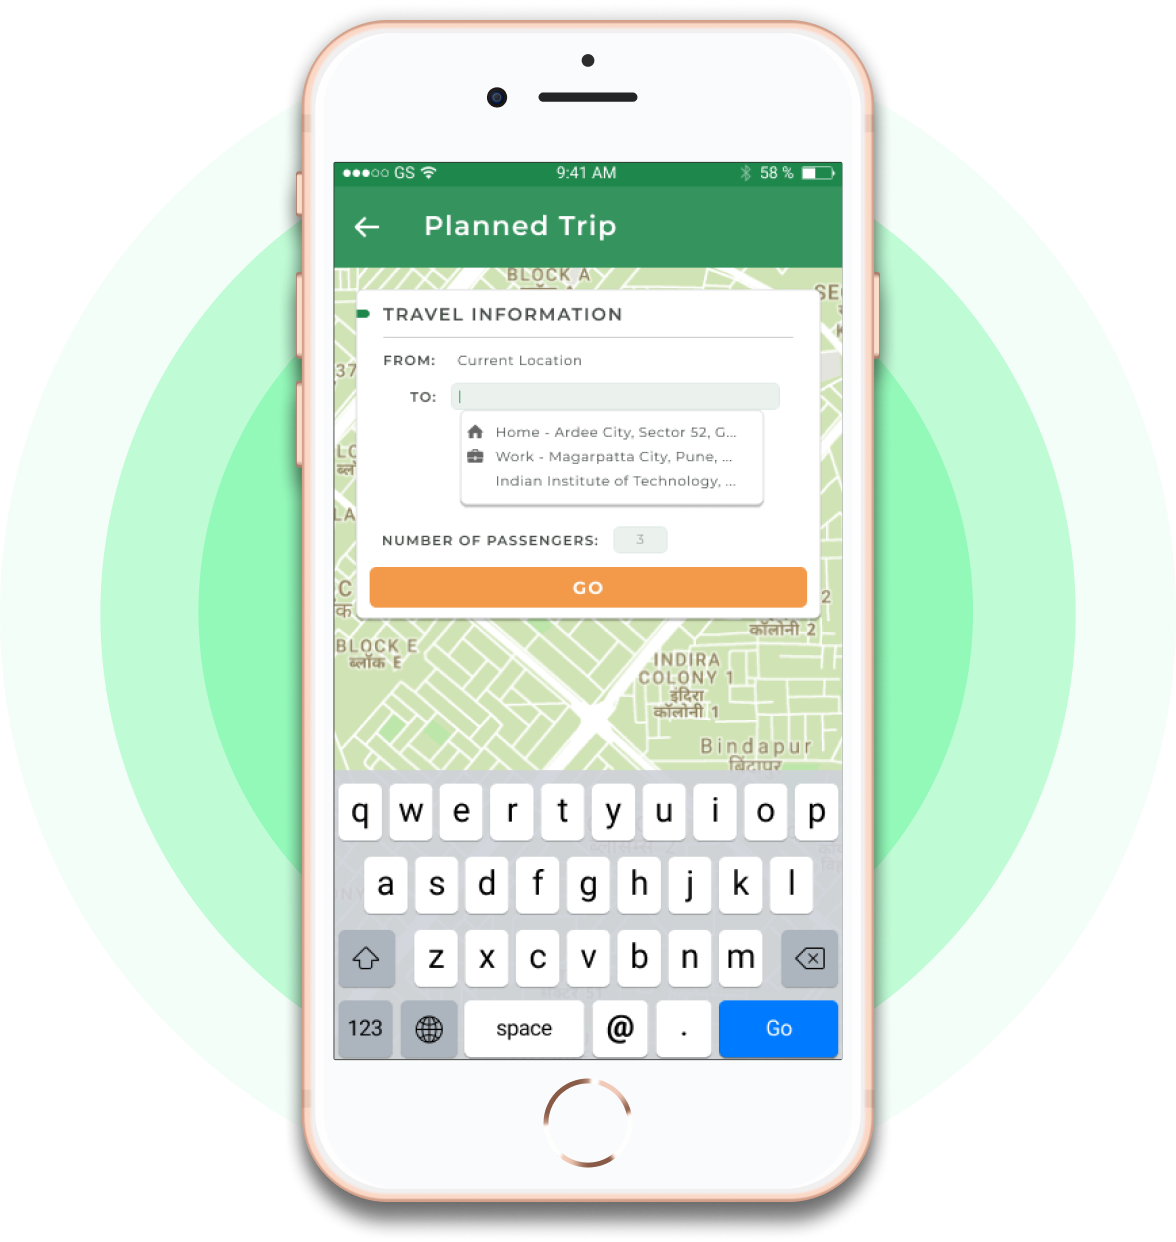 GS 9:41 AM 58 %
Planned Trip
BLOCK A
TRAVEL INFORMATION
37
FROM: Current Location
TO:
Home - Ardee City, Sector 52, G...
Work - Magarpatta City, Pune, ...
Indian Institute of Technology, ...
NUMBER OF PASSENGERS: 3
GO
2
कॉलोनी 2
BLOCK E
ब्लॉक E
INDIRA
COLONY 1
इंदिरा
कॉलोनी 1
Bindapur
बिंदापुर
q w e r t y u i o p
a s d f g h j k l
z x c v b n m
123 space @ . Go